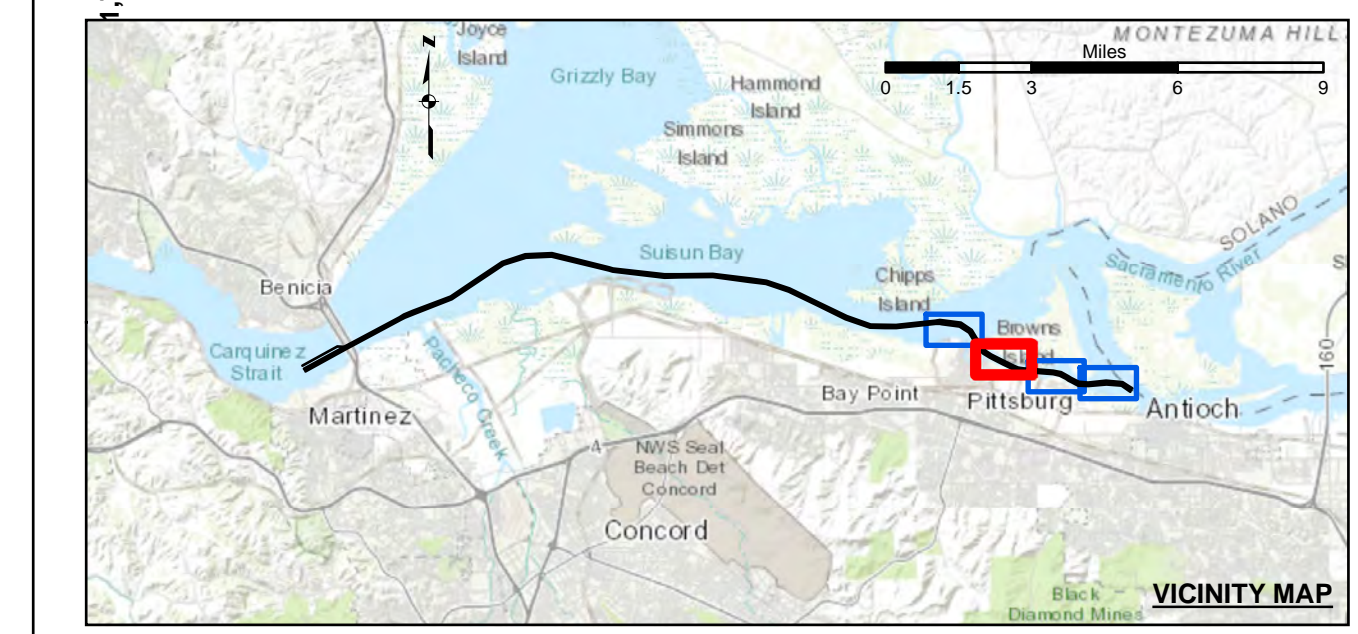 Joyce
Island
N
Grizzly Bay
Hammond
Island
Simmons
Island
MONTEZUMA HILL
Miles
0 1.5 3 6 9
SOLANO
Sacramento River
Suisun Bay
Chipps
Island
Benicia
Browns
Island
Carquinez
Strait
Pacheco Creek
160
Martinez
Bay Point
Pittsburg
Antioch
4
NWS Seal
Beach Det
Concord
Concord
Black
Diamond Mines
VICINITY MAP